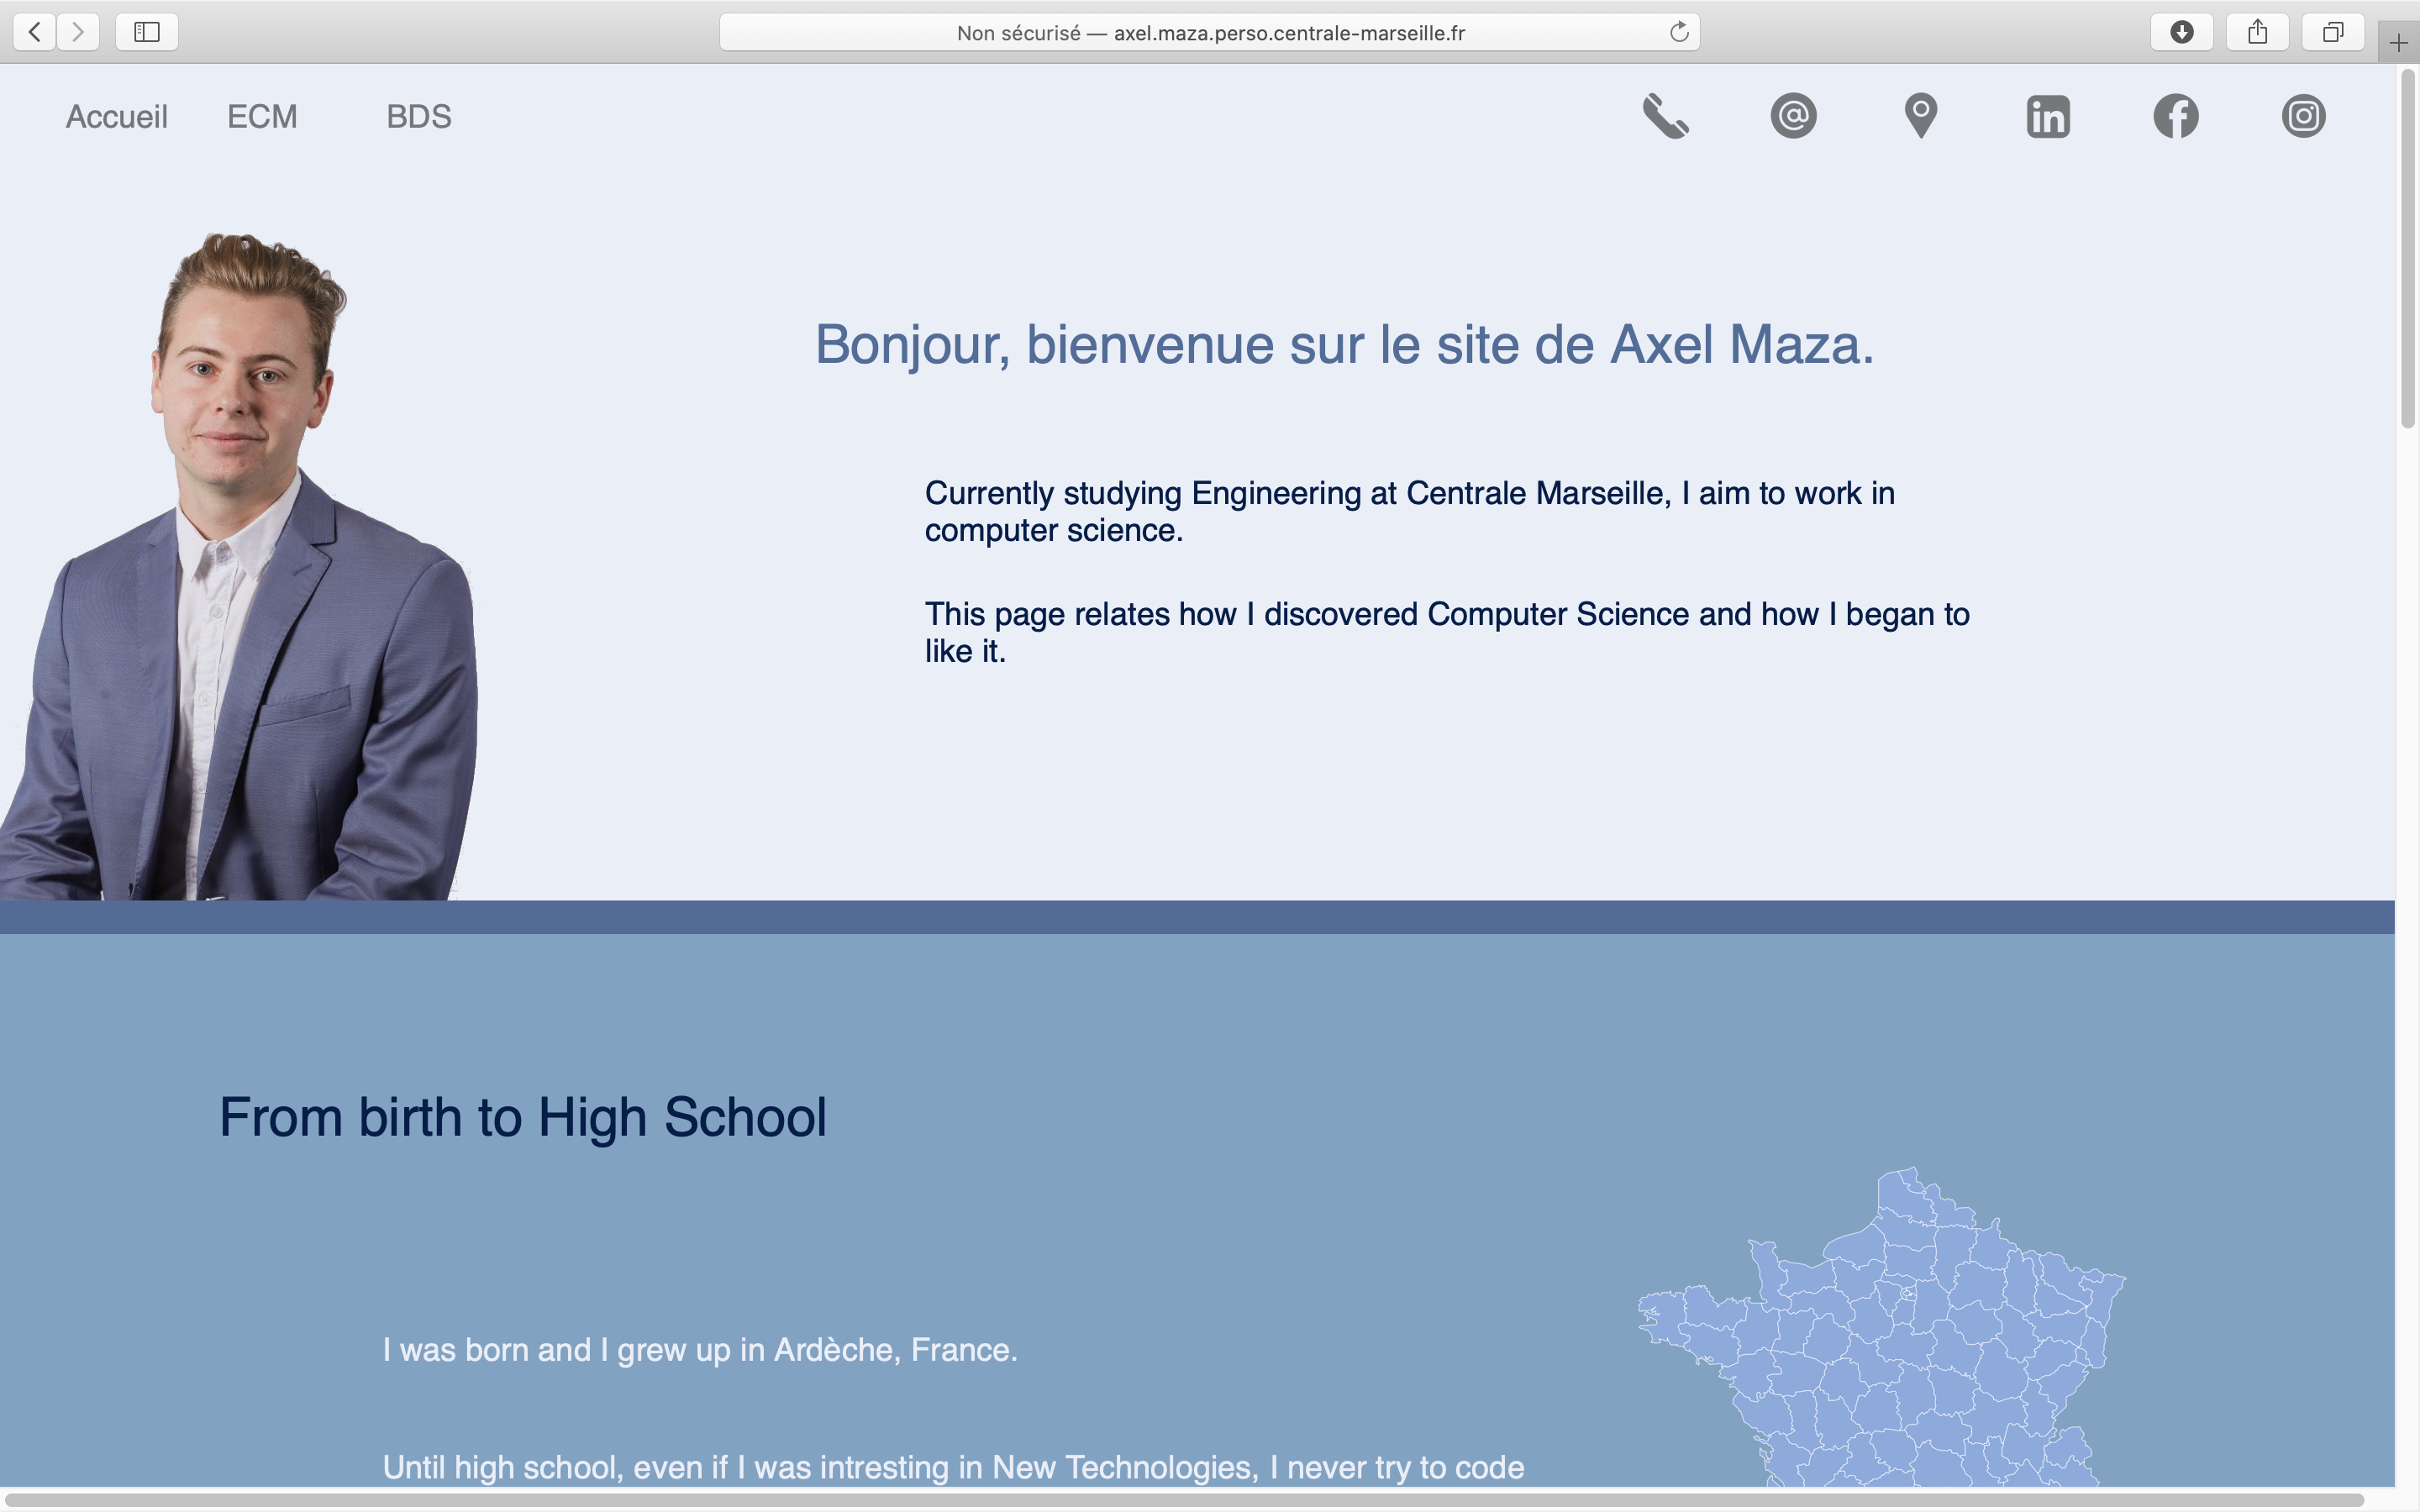 Non sécurisé — axel.maza.perso.centrale-marseille.fr
Accueil ECM BDS
Bonjour, bienvenue sur le site de Axel Maza.
Currently studying Engineering at Centrale Marseille, I aim to work in
computer science.
This page relates how I discovered Computer Science and how I began to
like it.
From birth to High School
I was born and I grew up in Ardèche, France.
Until high school, even if I was intresting in New Technologies, I never try to code